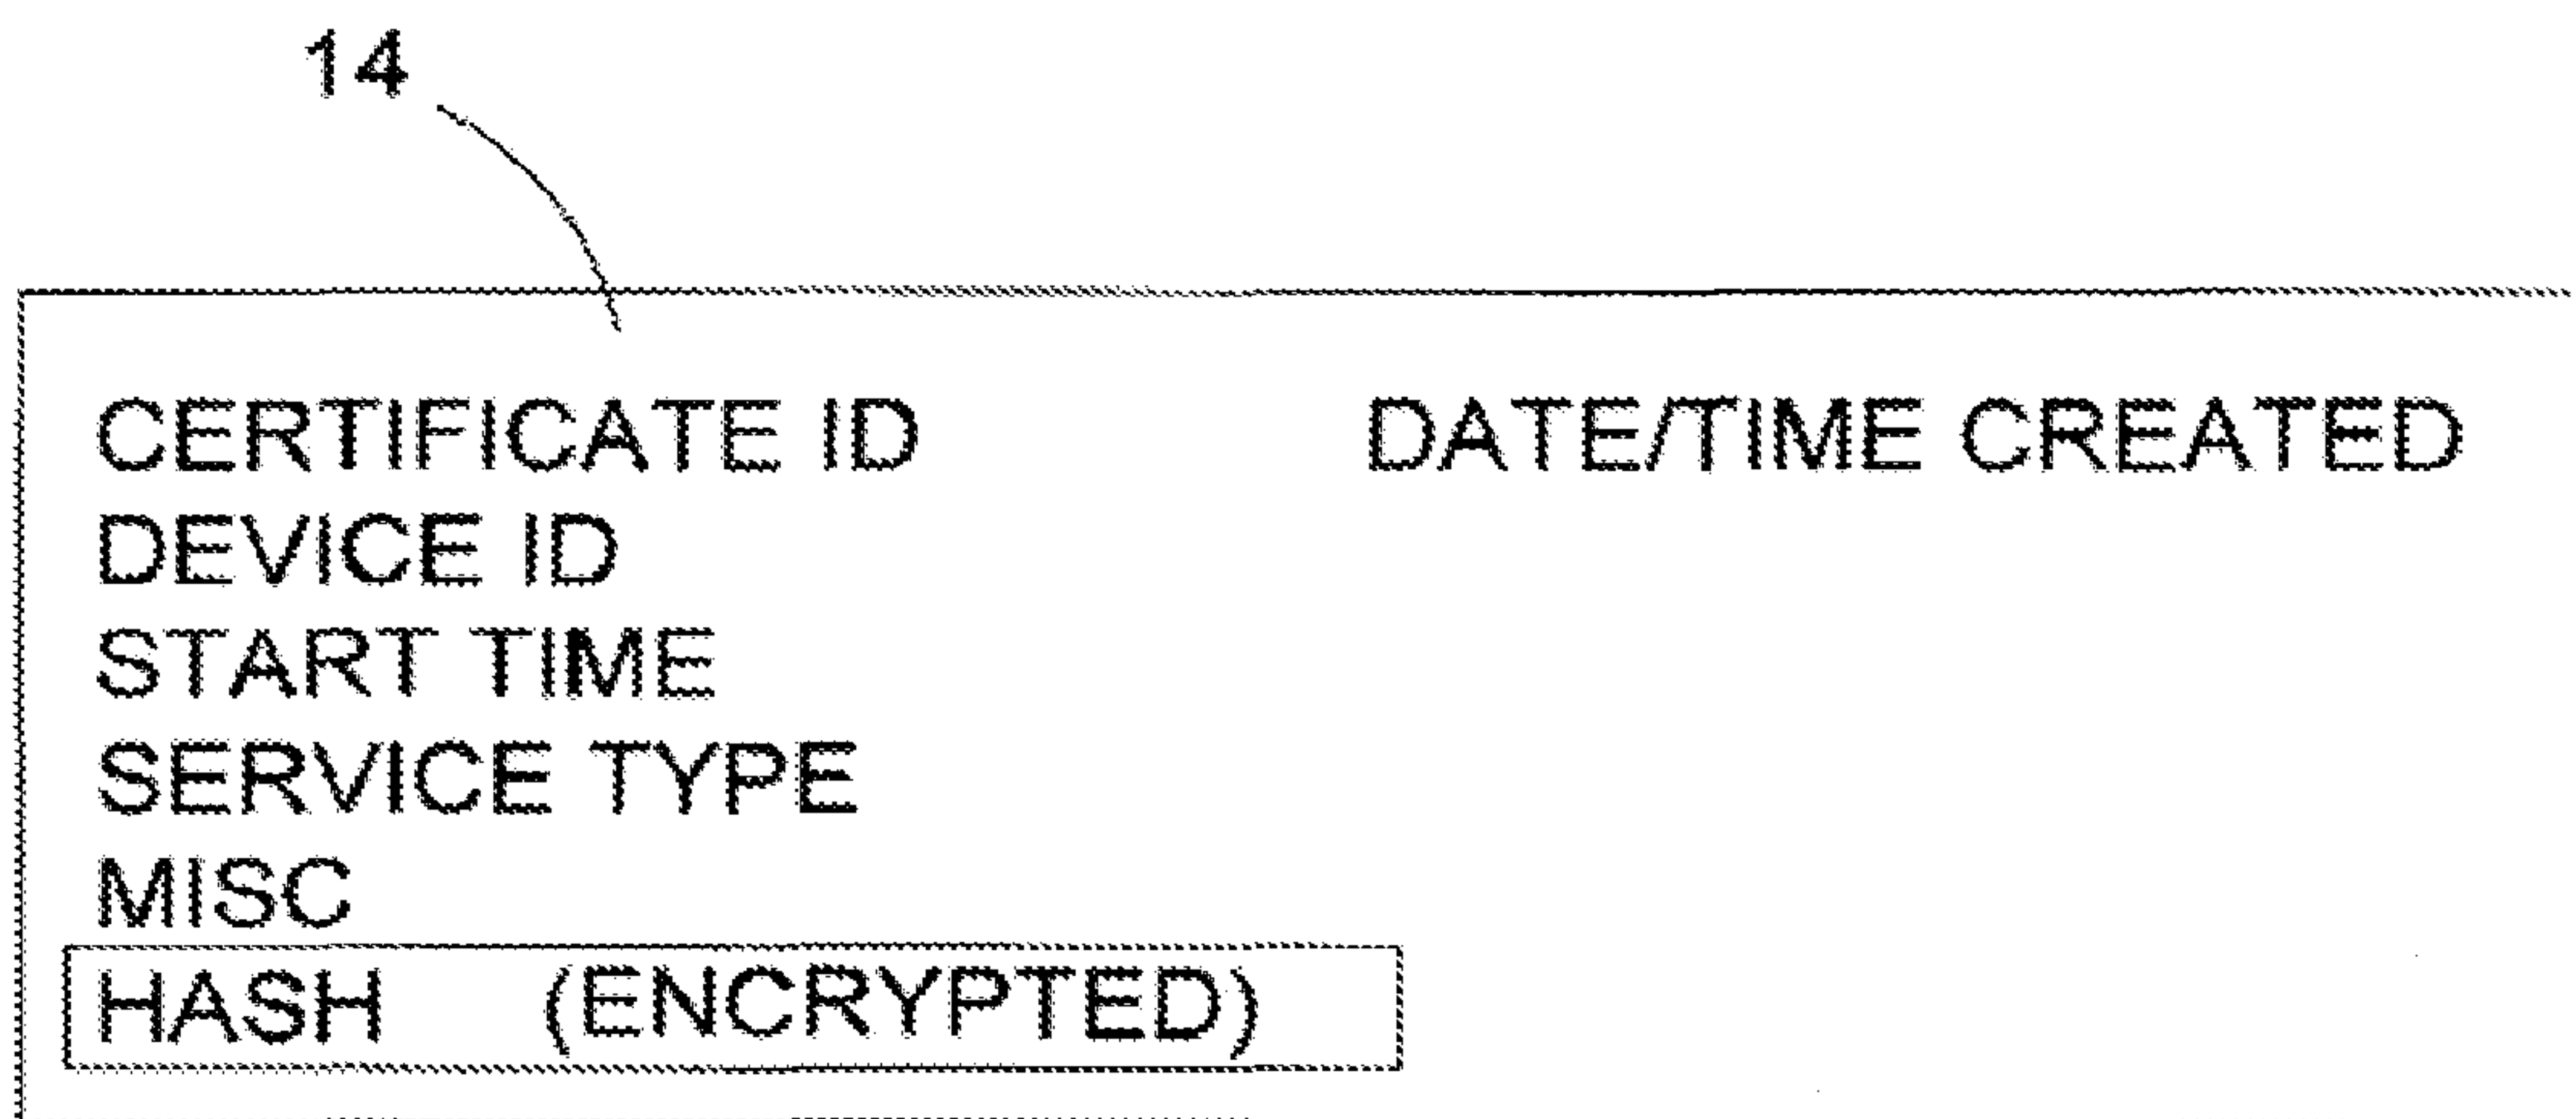 14
CERTIFICATE ID DATE/TIME CREATED
DEVICE ID
START TIME
SERVICE TYPE
MISC
HASH (ENCRYPTED)